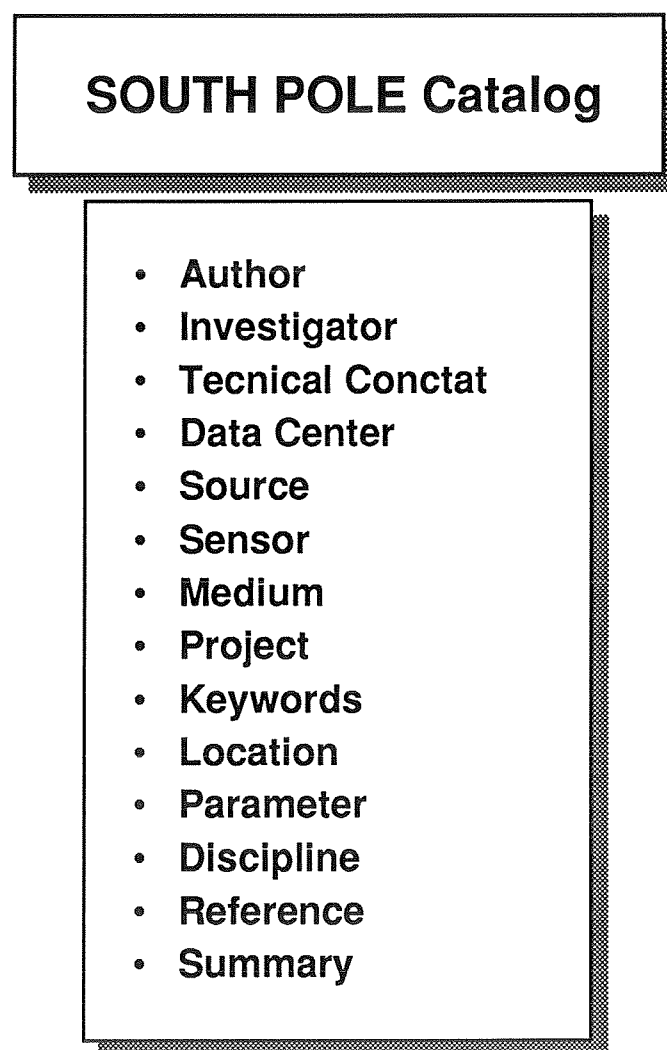 SOUTH POLE Catalog
• Author
• Investigator
• Tecnical Conctat
• Data Center
• Source
• Sensor
• Medium
• Project
• Keywords
• Location
• Parameter
• Discipline
• Reference
• Summary